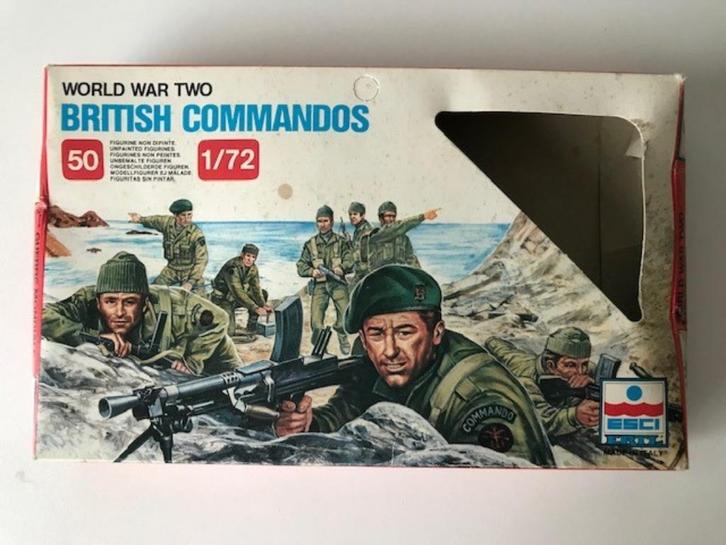 WORLD WAR TWO
BRITISH COMMANDOS
50
FIGURINE NON DIPINTE.
UNPAINTED FIGURINES.
FIGURINES NON PEINTES.
UNBEMALTE FIGUREN.
ONGESCHILDERDE FIGUREN.
MODELLFIGURER EJ MÅLADE.
FIGURITAS SIN PINTAR.
1/72
COMMANDO
ESCI
ERTL
MADE IN ITALY